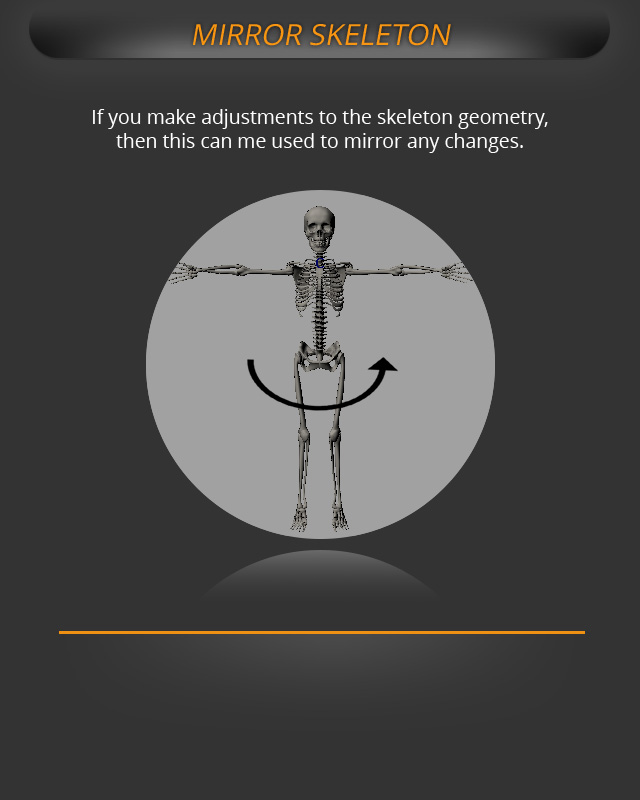 MIRROR SKELETON
If you make adjustments to the skeleton geometry,
then this can me used to mirror any changes.